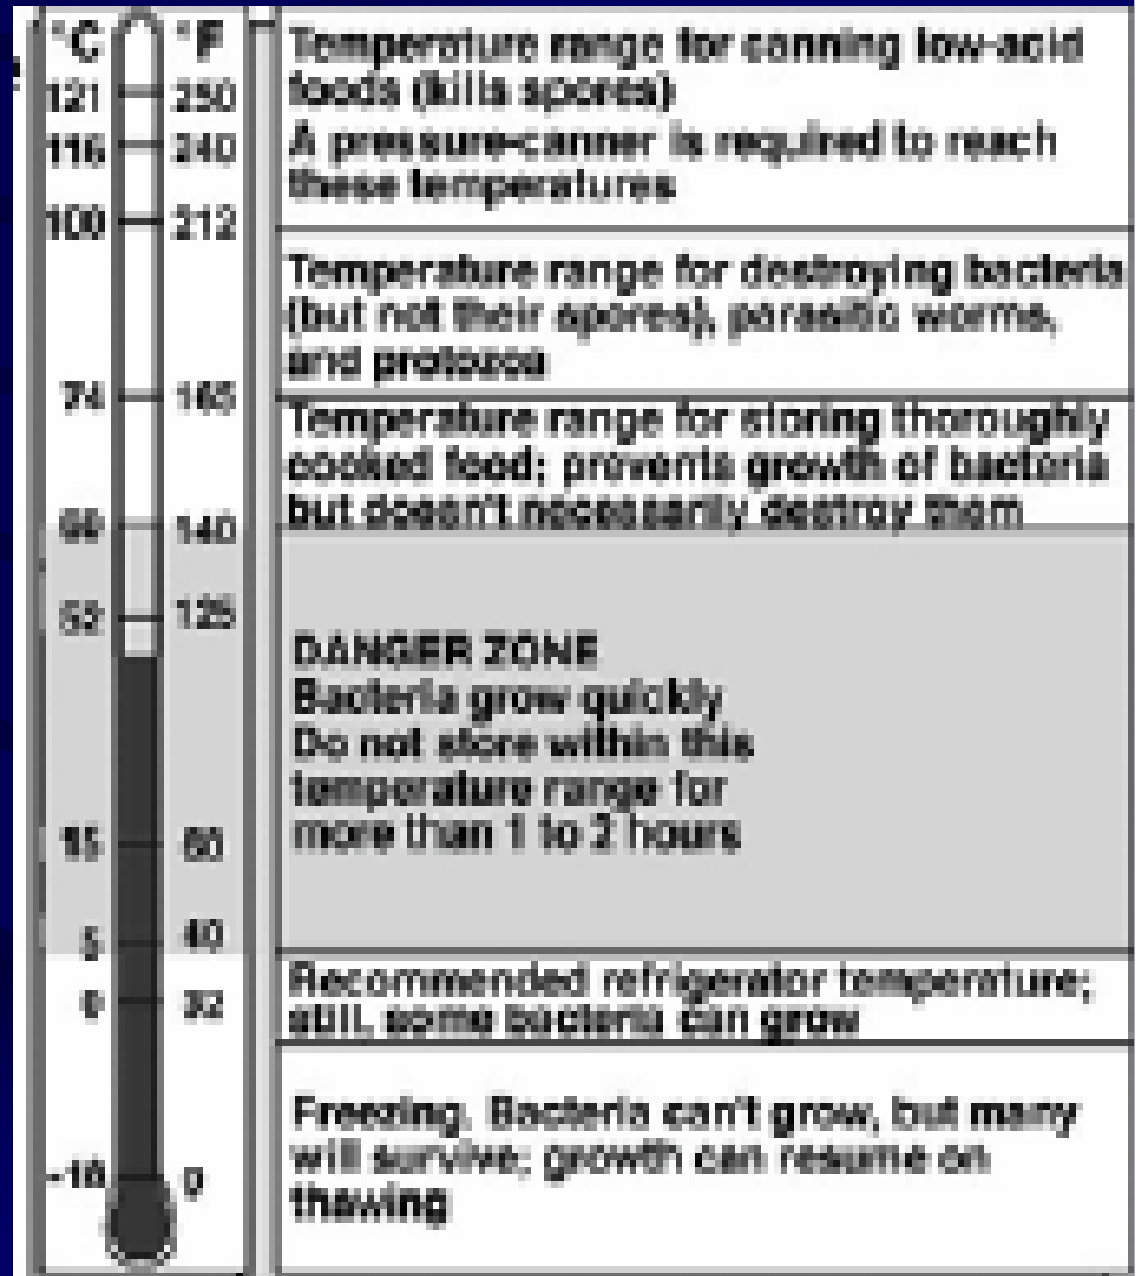 °C °F
121 250
116 240
100 212
74 165
60 140
52 125
15 60
5 40
0 32
-18 0
Temperature range for canning low-acid
foods (kills spores)
A pressure-canner is required to reach
these temperatures
Temperature range for destroying bacteria
(but not their spores), parasitic worms,
and protozoa
Temperature range for storing thoroughly
cooked food; prevents growth of bacteria
but doesn't necessarily destroy them
DANGER ZONE
Bacteria grow quickly
Do not store within this
temperature range for
more than 1 to 2 hours
Recommended refrigerator temperature;
still, some bacteria can grow
Freezing. Bacteria can't grow, but many
will survive; growth can resume on
thawing